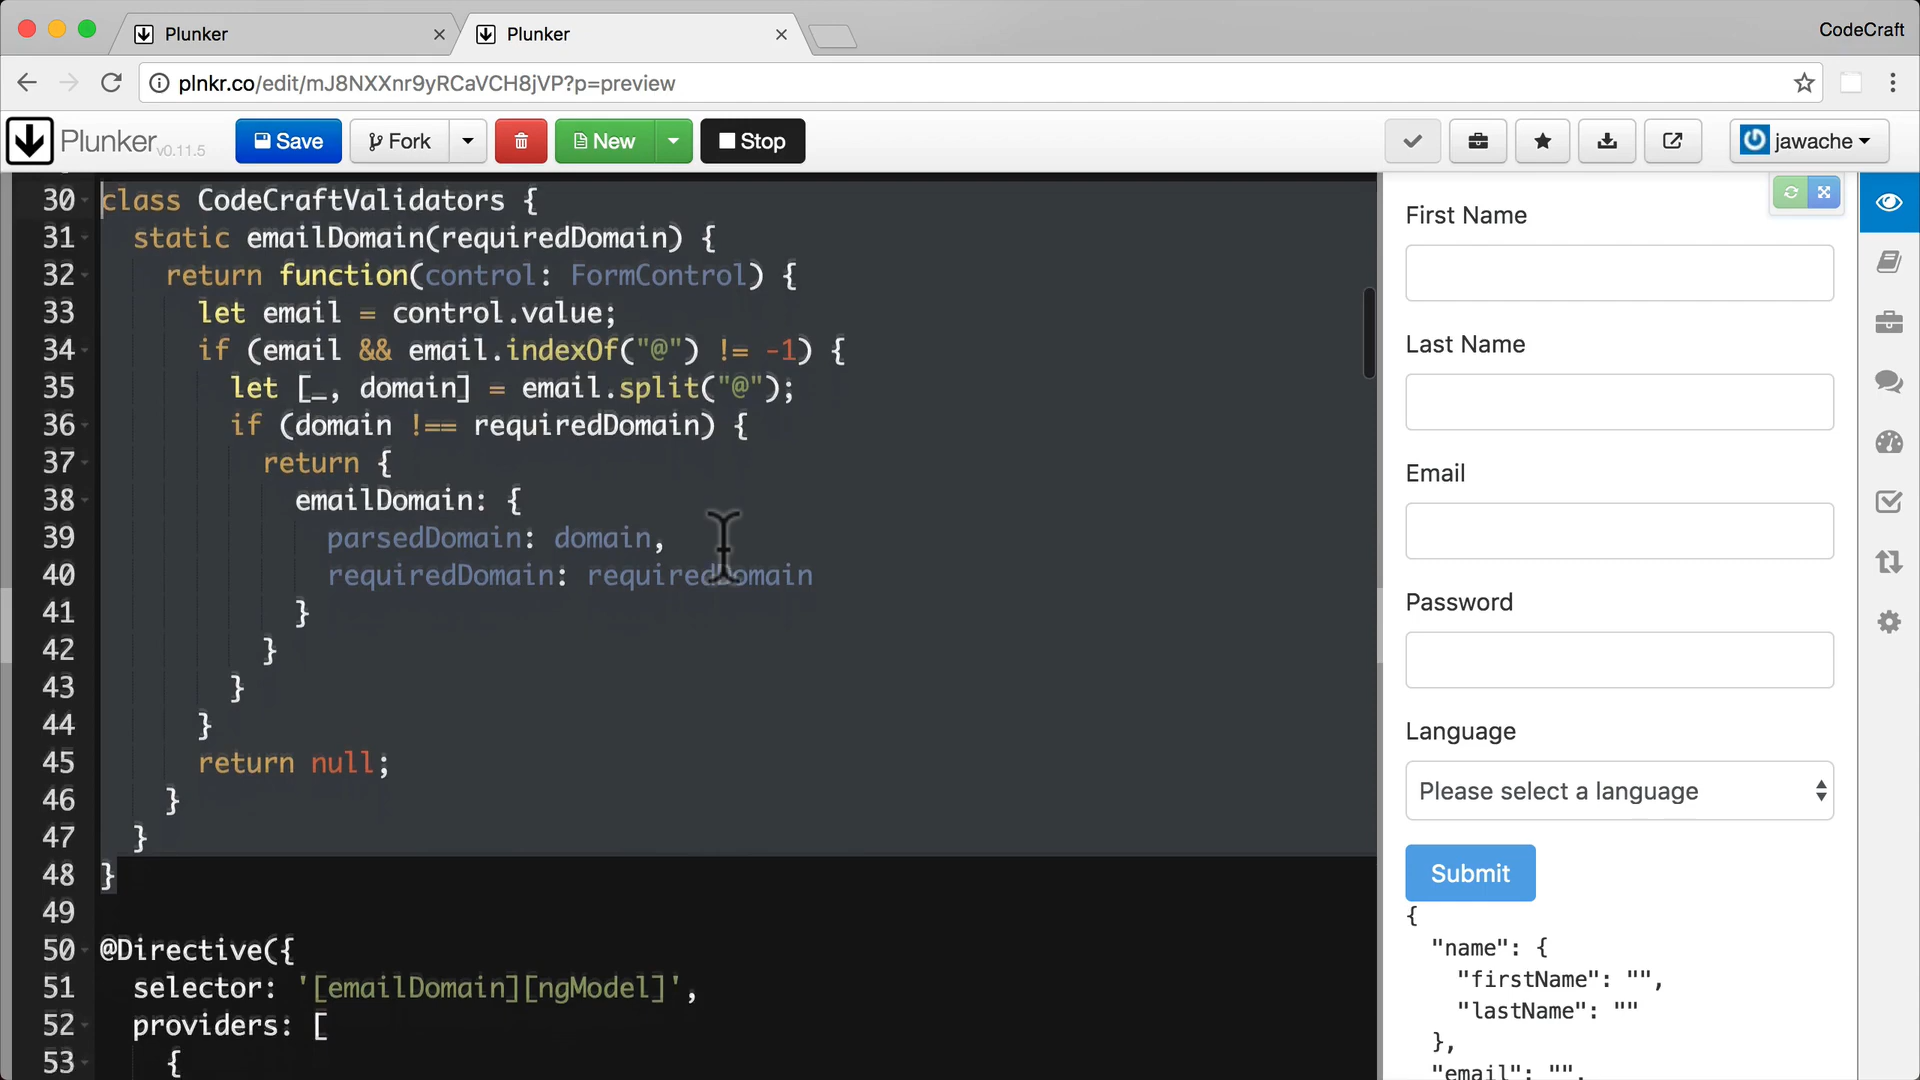 Plunker
Plunker
CodeCraft
plnkr.co/edit/mJ8NXXnr9yRCaVCH8jVP?p=preview
Plunker v0.11.5
Save
Fork
New
Stop
jawache
30 class CodeCraftValidators {
31 static emailDomain(requiredDomain) {
32 return function(control: FormControl) {
33 let email = control.value;
34 if (email && email.indexOf("@") != -1) {
35 let [_, domain] = email.split("@");
36 if (domain !== requiredDomain) {
37 return {
38 emailDomain: {
39 parsedDomain: domain,
40 requiredDomain: requiredDomain
41 }
42 }
43 }
44 }
45 return null;
46 }
47 }
48 }
49
50 @Directive({
51 selector: '[emailDomain][ngModel]',
52 providers: [
53 {
First Name
Last Name
Email
Password
Language
Please select a language
Submit
{
"name": {
"firstName": "",
"lastName": ""
},
"email": "",